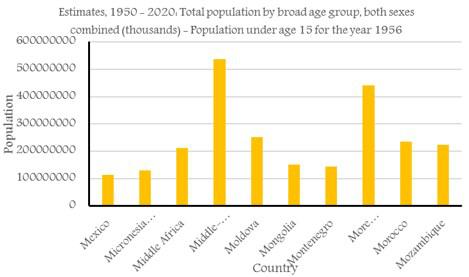 Estimates, 1950 - 2020: Total population by broad age group, both sexes
combined (thousands) - Population under age 15 for the year 1956
600000000
500000000
400000000
300000000
200000000
100000000
0
Population
Mexico
Micronesia...
Middle Africa
Middle-...
Moldova
Mongolia
Montenegro
More...
Morocco
Mozambique
Country